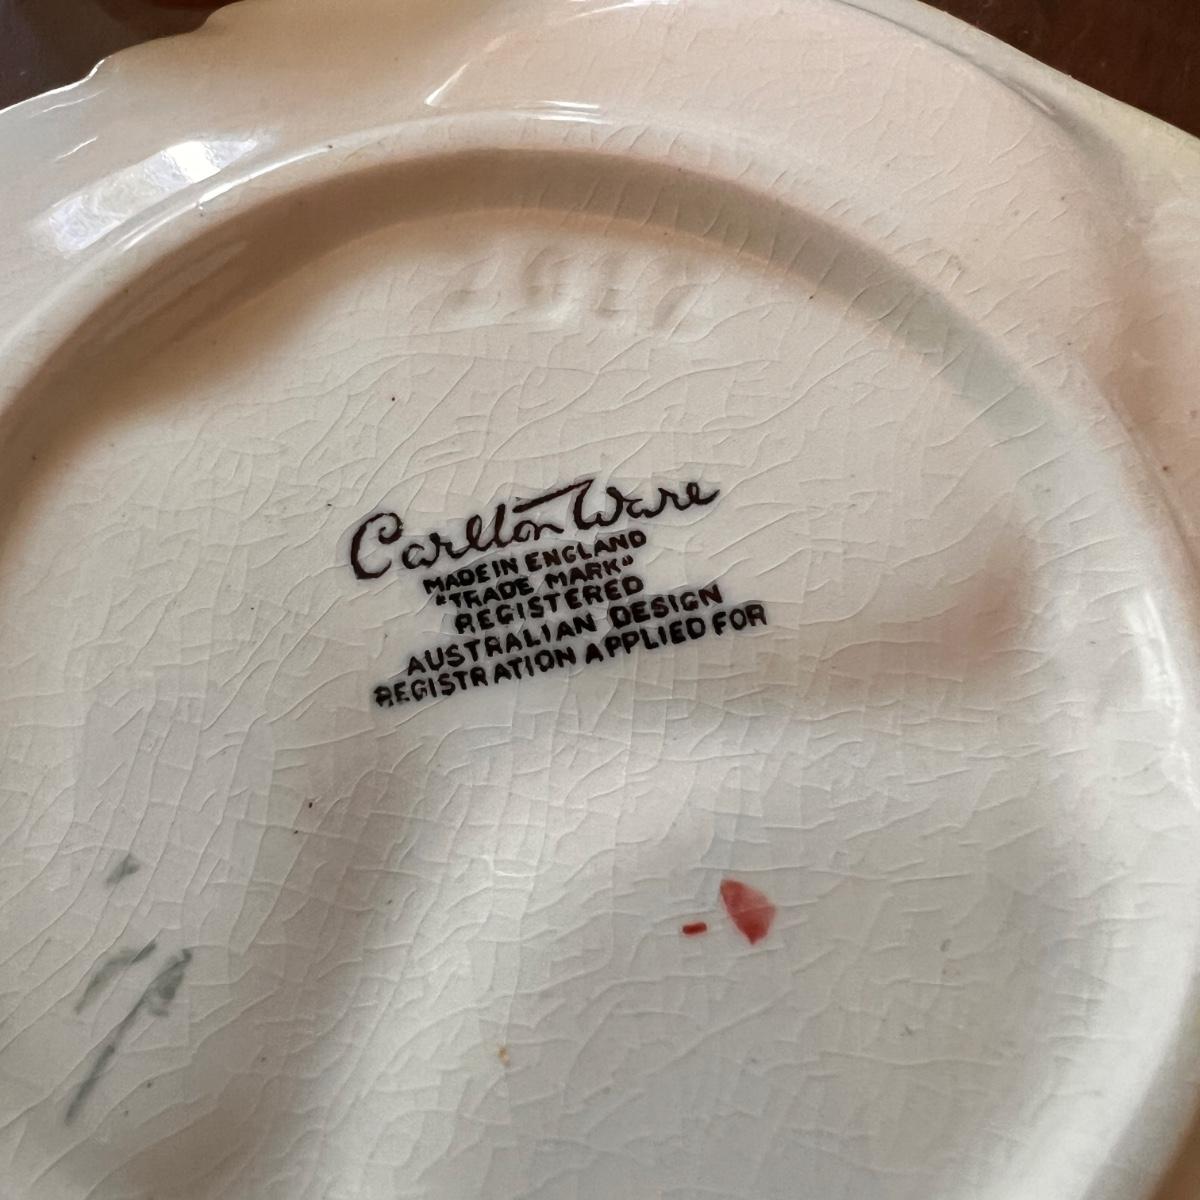 Carlton Ware
MADE IN ENGLAND
"TRADE MARK"
REGISTERED
AUSTRALIAN DESIGN
REGISTRATION APPLIED FOR